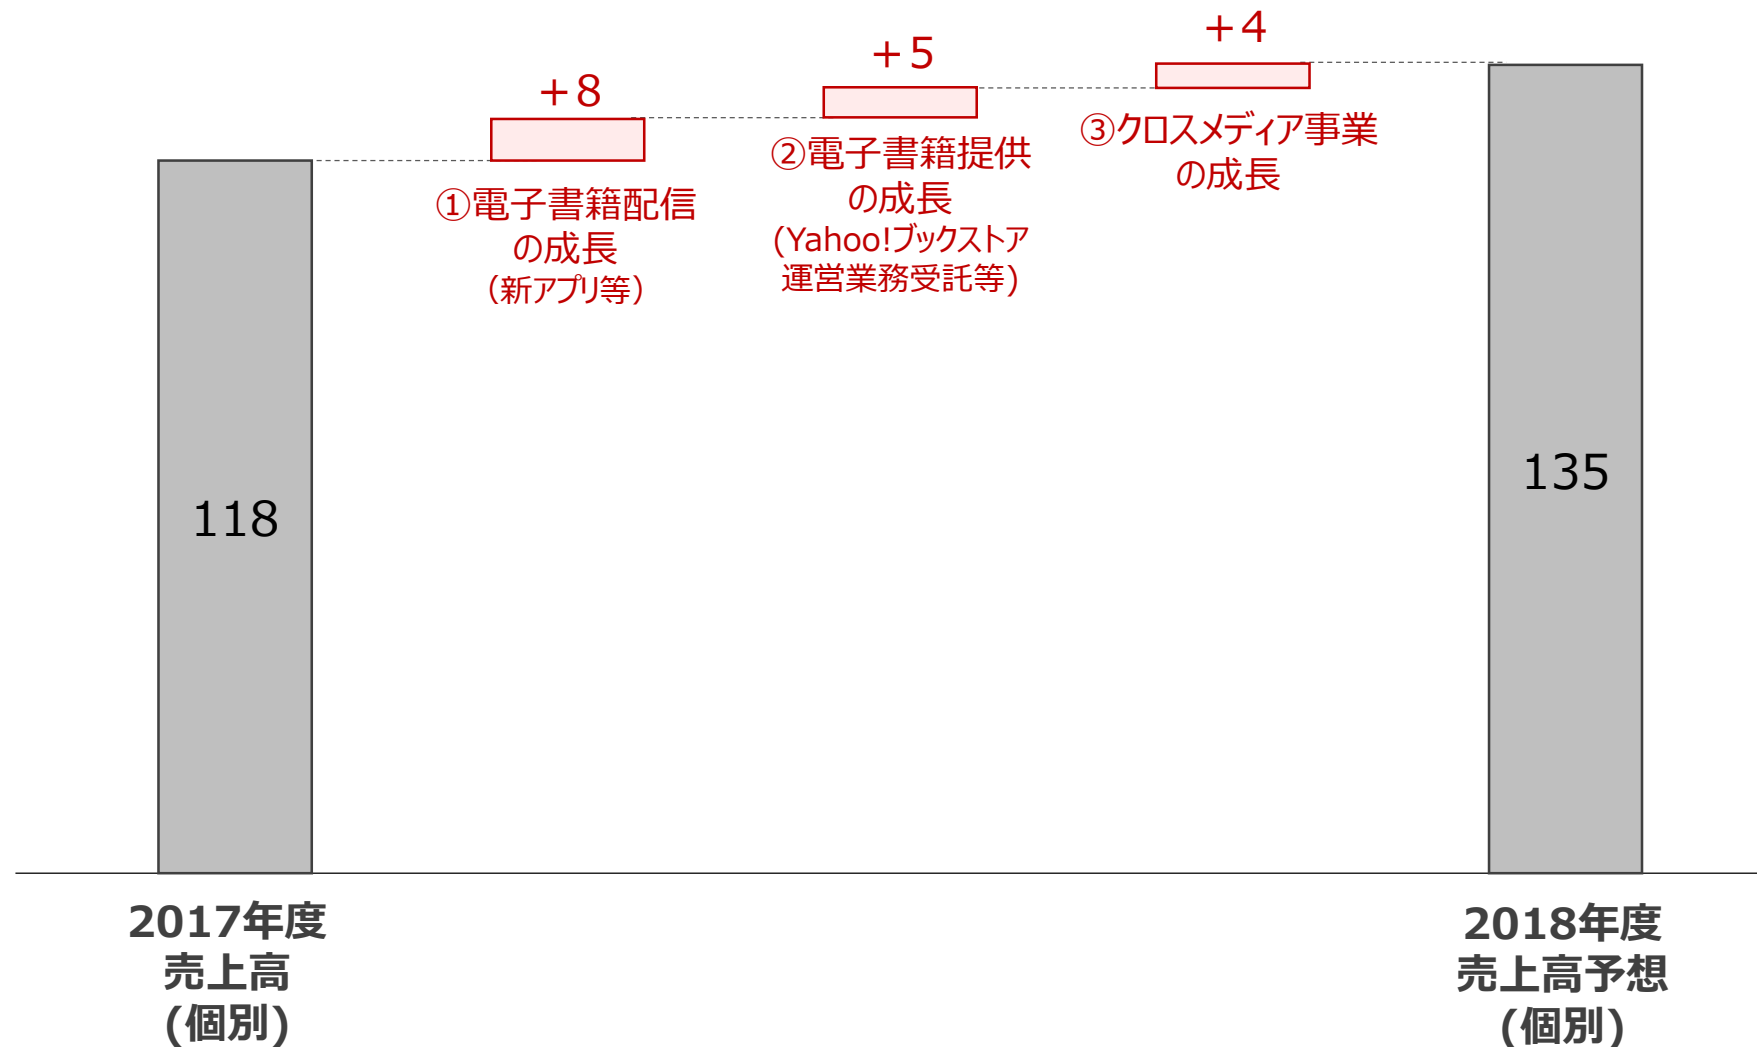 118
2017年度
売上高
(個別)
＋8
①電子書籍配信
の成長
（新アプリ等）
＋5
②電子書籍提供
の成長
(Yahoo!ブックストア
運営業務受託等)
＋4
③クロスメディア事業
の成長
135
2018年度
売上高予想
(個別)